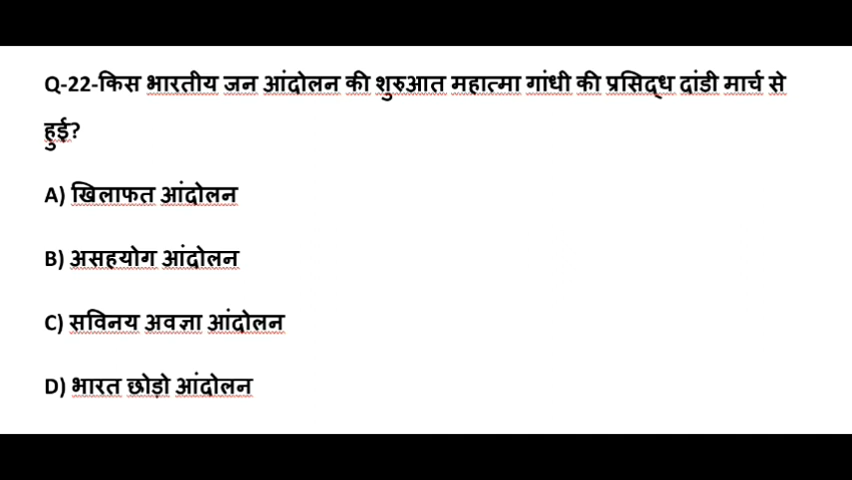 Q-22-किस भारतीय जन आंदोलन की शुरुआत महात्मा गांधी की प्रसिद्ध दांडी मार्च से
हुई?
A) खिलाफत आंदोलन
B) असहयोग आंदोलन
C) सविनय अवज्ञा आंदोलन
D) भारत छोड़ो आंदोलन